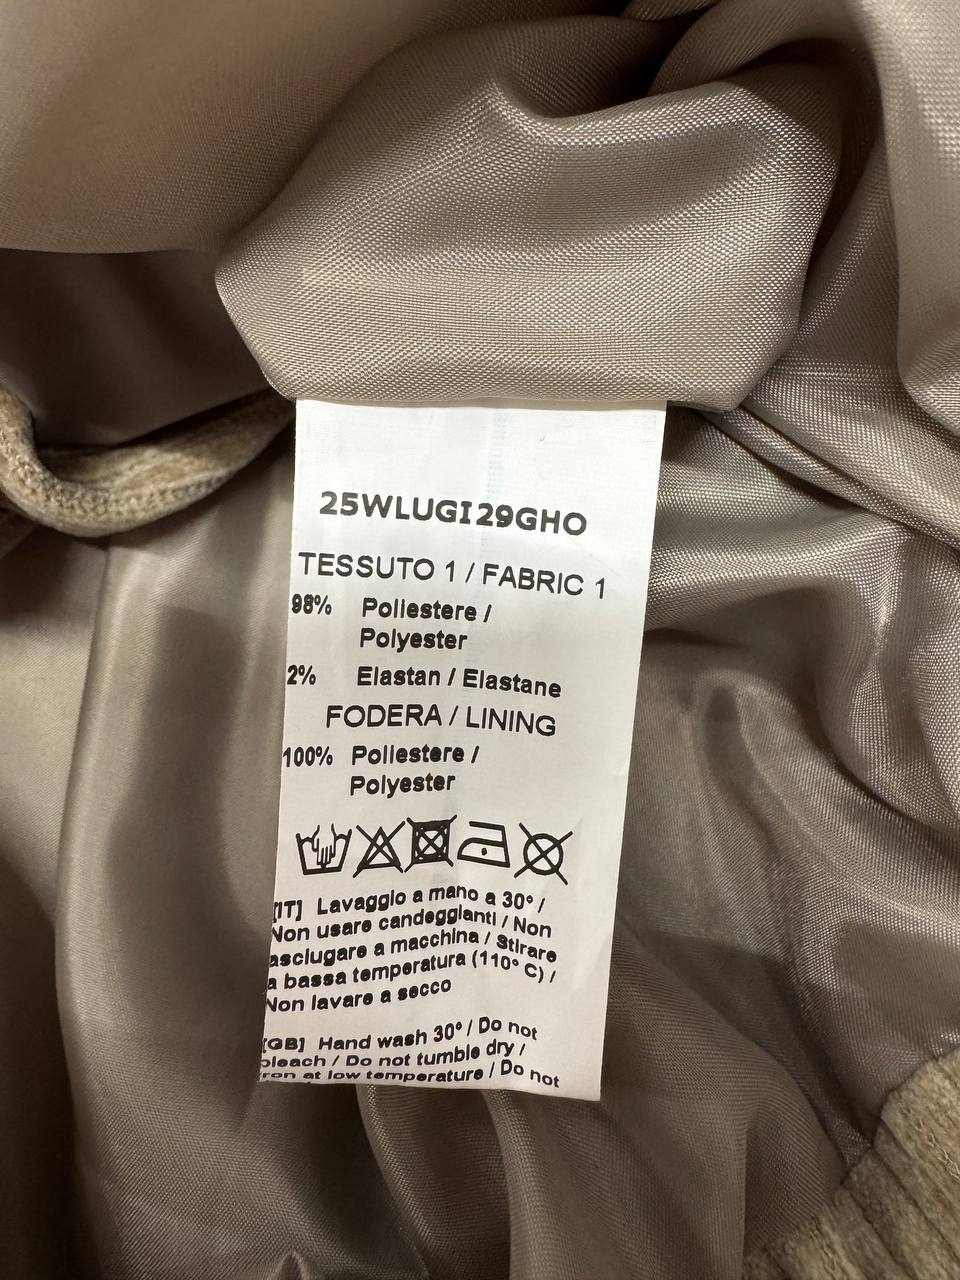 25WLUGI29GHO
TESSUTO 1 / FABRIC 1
98% Poliestere /
Polyester
2% Elastan / Elastane
FODERA / LINING
100% Poliestere /
Polyester
[IT] Lavaggio a mano a 30° /
Non usare candeggianti / Non
asciugare a macchina / Stirare
a bassa temperatura (110° C) /
Non lavare a secco
[GB] Hand wash 30° / Do not
bleach / Do not tumble dry /
Iron at low temperature / Do not